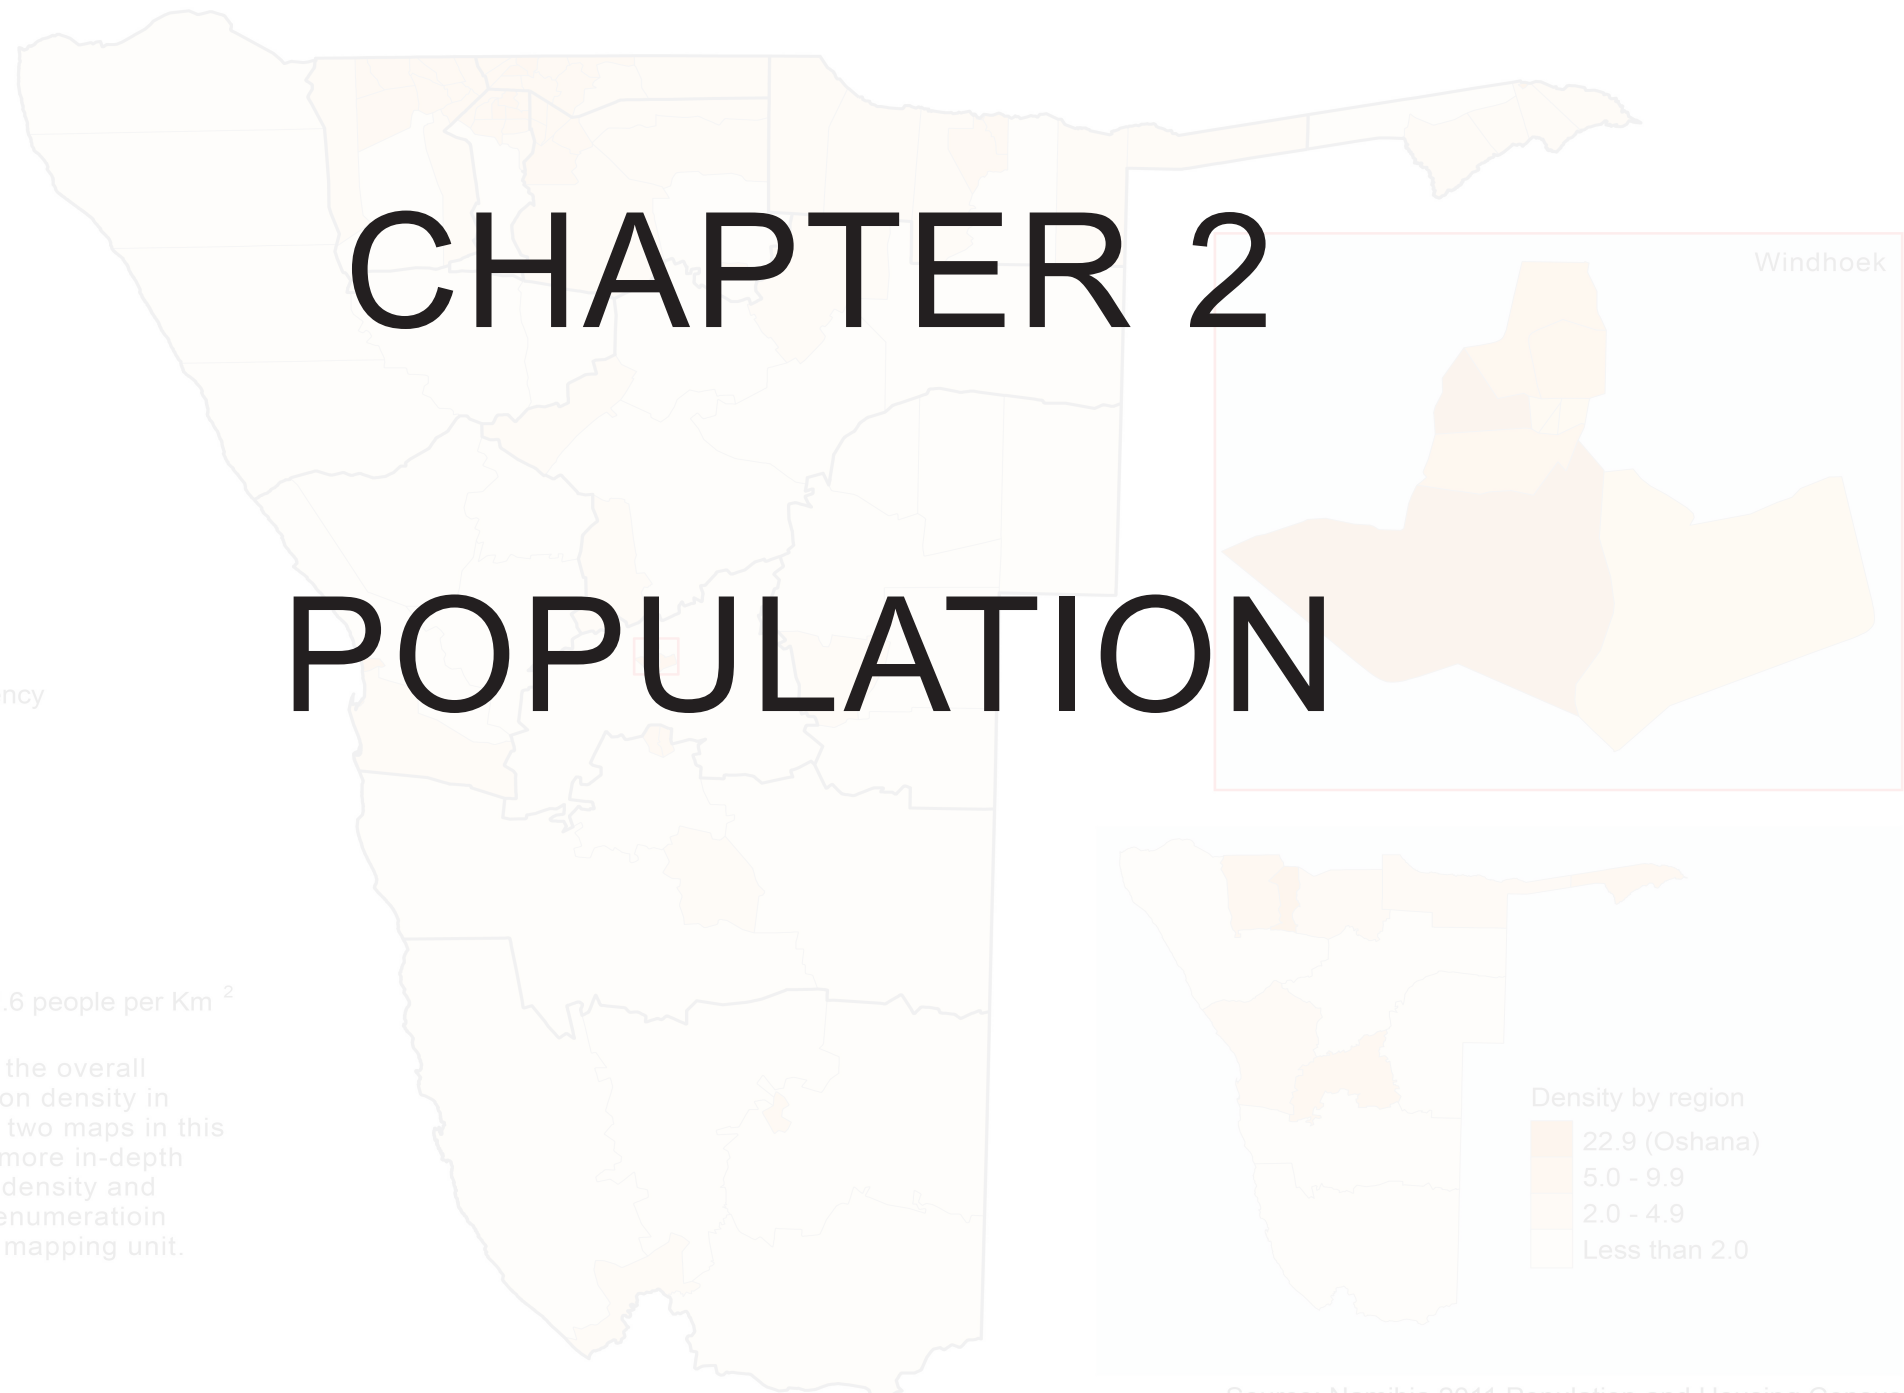 Windhoek
CHAPTER 2
POPULATION
ncy
.6 people per Km 2
the overall
on density in
two maps in this
more in-depth
density and
enumeratioin
mapping unit.
Density by region
22.9 (Oshana)
5.0 - 9.9
2.0 - 4.9
Less than 2.0